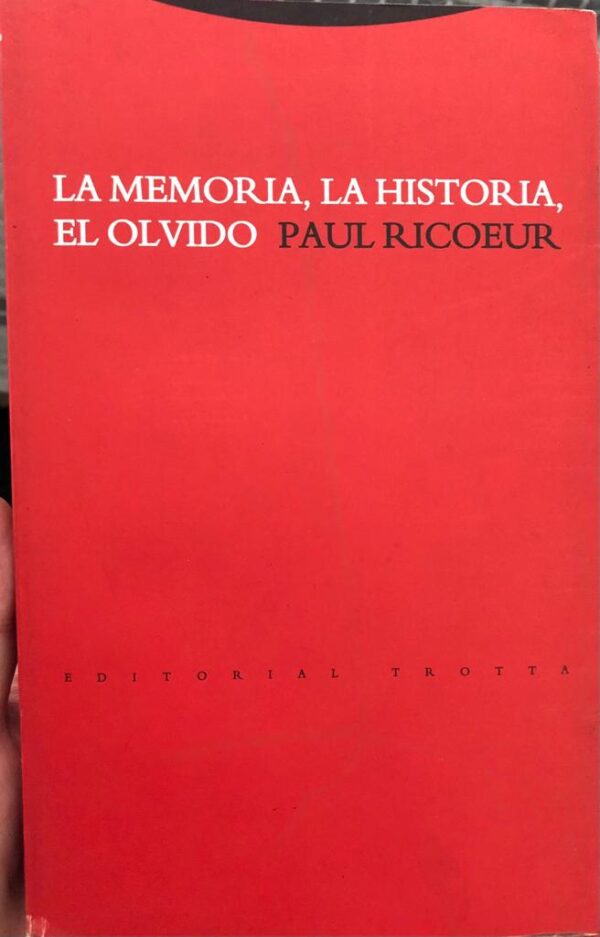 LA MEMORIA, LA HISTORIA,
EL OLVIDO PAUL RICOEUR
EDITORIAL TROTTA